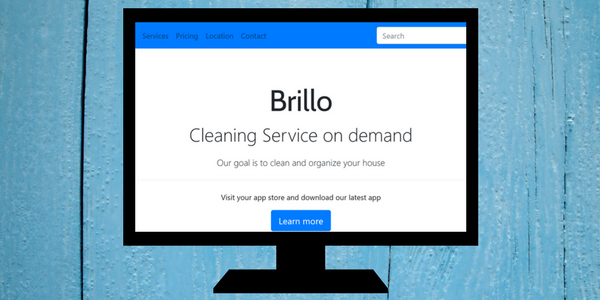 Services Pricing Location Contact Search
Brillo
Cleaning Service on demand
Our goal is to clean and organize your house
Visit your app store and download our latest app
Learn more